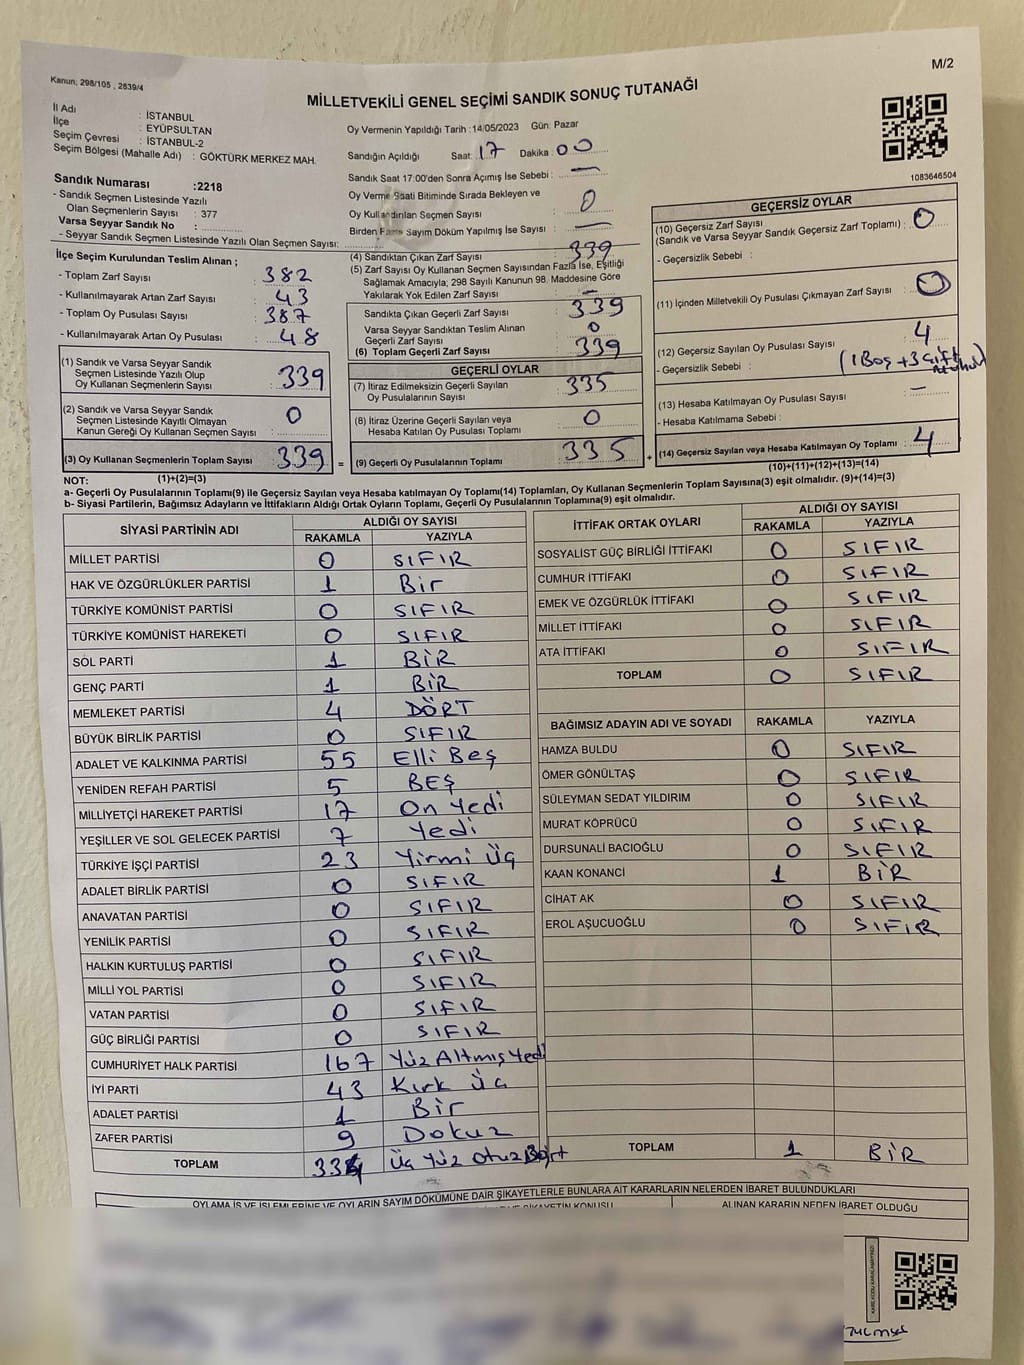 Kanun; 298/105 , 2839/4
M/2
MİLLETVEKİLİ GENEL SEÇİMİ SANDIK SONUÇ TUTANAĞI
İl Adı : İSTANBUL
İlçe : EYÜPSULTAN
Seçim Çevresi : İSTANBUL-2
Seçim Bölgesi (Mahalle Adı) : GÖKTÜRK MERKEZ MAH.
Sandık Numarası :2218
- Sandık Seçmen Listesinde Yazılı
Olan Seçmenlerin Sayısı : 377
Varsa Seyyar Sandık No :
- Seyyar Sandık Seçmen Listesinde Yazılı Olan Seçmen Sayısı:
Oy Vermenin Yapıldığı Tarih :14/05/2023 Gün: Pazar
Sandığın Açıldığı Saat: 17 Dakika: 00
Sandık Saat 17.00'den Sonra Açımış İse Sebebi : —
Oy Verme Saati Bitiminde Sırada Bekleyen ve
Oy Kullandırılan Seçmen Sayısı : 0
Birden Fazla Sayım Döküm Yapılmış İse Sayısı : —
1083646504
İlçe Seçim Kurulundan Teslim Alınan ;
- Toplam Zarf Sayısı : 382
- Kullanılmayarak Artan Zarf Sayısı : 43
- Toplam Oy Pusulası Sayısı : 387
- Kullanılmayarak Artan Oy Pusulası : 48
(1) Sandık ve Varsa Seyyar Sandık
Seçmen Listesinde Yazılı Olup
Oy Kullanan Seçmenlerin Sayısı : 339
(2) Sandık ve Varsa Seyyar Sandık
Seçmen Listesinde Kayıtlı Olmayan
Kanun Gereği Oy Kullanan Seçmen Sayısı : 0
(3) Oy Kullanan Seçmenlerin Toplam Sayısı : 339 =
(1)+(2)=(3)
(4) Sandıktan Çıkan Zarf Sayısı : 339
(5) Zarf Sayısı Oy Kullanan Seçmen Sayısından Fazla İse, Eşitliği
Sağlamak Amacıyla; 298 Sayılı Kanunun 98. Maddesine Göre
Yakılarak Yok Edilen Zarf Sayısı : —
Sandıkta Çıkan Geçerli Zarf Sayısı : 339
Varsa Seyyar Sandıktan Teslim Alınan
Geçerli Zarf Sayısı : 0
(6) Toplam Geçerli Zarf Sayısı : 339
GEÇERLİ OYLAR
(7) İtiraz Edilmeksizin Geçerli Sayılan
Oy Pusulalarının Sayısı : 335
(8) İtiraz Üzerine Geçerli Sayılan veya
Hesaba Katılan Oy Pusulası Toplamı : 0
(9) Geçerli Oy Pusulalarının Toplamı : 335 +
GEÇERSİZ OYLAR
(10) Geçersiz Zarf Sayısı
(Sandık ve Varsa Seyyar Sandık Geçersiz Zarf Toplamı) : 0
- Geçersizlik Sebebi :
(11) İçinden Milletvekili Oy Pusulası Çıkmayan Zarf Sayısı : 0
(12) Geçersiz Sayılan Oy Pusulası Sayısı : 4
- Geçersizlik Sebebi : (1 Boş + 3 Çift
(13) Hesaba Katılmayan Oy Pusulası Sayısı : —
- Hesaba Katılmama Sebebi :
(14) Geçersiz Sayılan veya Hesaba Katılmayan Oy Toplamı : 4
(10)+(11)+(12)+(13)=(14)
NOT:
a- Geçerli Oy Pusulalarının Toplamı(9) ile Geçersiz Sayılan veya Hesaba katılmayan Oy Toplamı(14) Toplamları, Oy Kullanan Seçmenlerin Toplam Sayısına(3) eşit olmalıdır. (9)+(14)=(3)
b- Siyasi Partilerin, Bağımsız Adayların ve İttifakların Aldığı Ortak Oyların Toplamı, Geçerli Oy Pusulalarının Toplamına(9) eşit olmalıdır.
SİYASİ PARTİNİN ADI ALDIĞI OY SAYISI
RAKAMLA YAZIYLA
MİLLET PARTİSİ 0 SIFIR
HAK VE ÖZGÜRLÜKLER PARTİSİ 1 Bir
TÜRKİYE KOMÜNİST PARTİSİ 0 SIFIR
TÜRKİYE KOMÜNİST HAREKETİ 0 SIFIR
SOL PARTİ 1 BİR
GENÇ PARTİ 1 BİR
MEMLEKET PARTİSİ 4 DÖRT
BÜYÜK BİRLİK PARTİSİ 0 SIFIR
ADALET VE KALKINMA PARTİSİ 55 Elli Beş
YENİDEN REFAH PARTİSİ 5 BEŞ
MİLLİYETÇİ HAREKET PARTİSİ 17 On Yedi
YEŞİLLER VE SOL GELECEK PARTİSİ 7 Yedi
TÜRKİYE İŞÇİ PARTİSİ 23 Yirmi Üç
ADALET BİRLİK PARTİSİ 0 SIFIR
ANAVATAN PARTİSİ 0 SIFIR
YENİLİK PARTİSİ 0 SIFIR
HALKIN KURTULUŞ PARTİSİ 0 SIFIR
MİLLİ YOL PARTİSİ 0 SIFIR
VATAN PARTİSİ 0 SIFIR
GÜÇ BİRLİĞİ PARTİSİ 0 SIFIR
CUMHURİYET HALK PARTİSİ 167 Yüz Altmış Yedi
İYİ PARTİ 43 Kırk Üç
ADALET PARTİSİ 1 Bir
ZAFER PARTİSİ 9 Dokuz
TOPLAM 334 Üç Yüz Otuz
İTTİFAK ORTAK OYLARI ALDIĞI OY SAYISI
RAKAMLA YAZIYLA
SOSYALİST GÜÇ BİRLİĞİ İTTİFAKI 0 SIFIR
CUMHUR İTTİFAKI 0 SIFIR
EMEK VE ÖZGÜRLÜK İTTİFAKI 0 SIFIR
MİLLET İTTİFAKI 0 SIFIR
ATA İTTİFAKI 0 SIFIR
TOPLAM 0 SIFIR
BAĞIMSIZ ADAYIN ADI VE SOYADI RAKAMLA YAZIYLA
HAMZA BULDU 0 SIFIR
ÖMER GÖNÜLTAŞ 0 SIFIR
SÜLEYMAN SEDAT YILDIRIM 0 SIFIR
MURAT KÖPRÜCÜ 0 SIFIR
DURSUNALİ BACIOĞLU 0 SIFIR
KAAN KONANCİ 1 BİR
CİHAT AK 0 SIFIR
EROL AŞUCUOĞLU 0 SIFIR
TOPLAM 1 BİR
OYLAMA İŞ VE İŞLEMLERİNE VE OYLARIN SAYIM DÖKÜMÜNE DAİR ŞİKAYETLERLE BUNLARA AİT KARARLARIN NELERDEN İBARET BULUNDUKLARI
ALINAN KARARIN NEDEN İBARET OLDUĞU